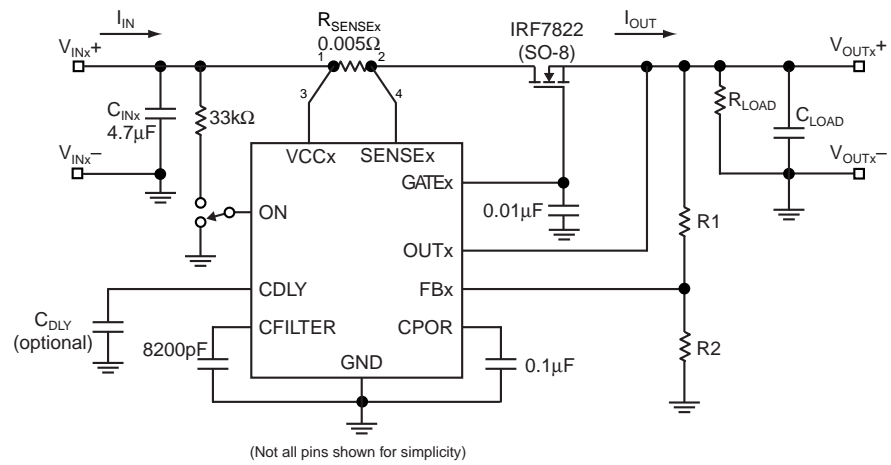 I_IN
R_SENSEx
0.005Ω
IRF7822
(SO-8)
I_OUT
V_INx+
1
2
V_OUTx+
3
4
C_INx
4.7μF
33kΩ
R_LOAD
C_LOAD
V_INx–
V_OUTx–
VCCx
SENSEx
GATEx
ON
0.01μF
R1
OUTx
CDLY
FBx
C_DLY
(optional)
CFILTER
CPOR
8200pF
0.1μF
R2
GND
(Not all pins shown for simplicity)